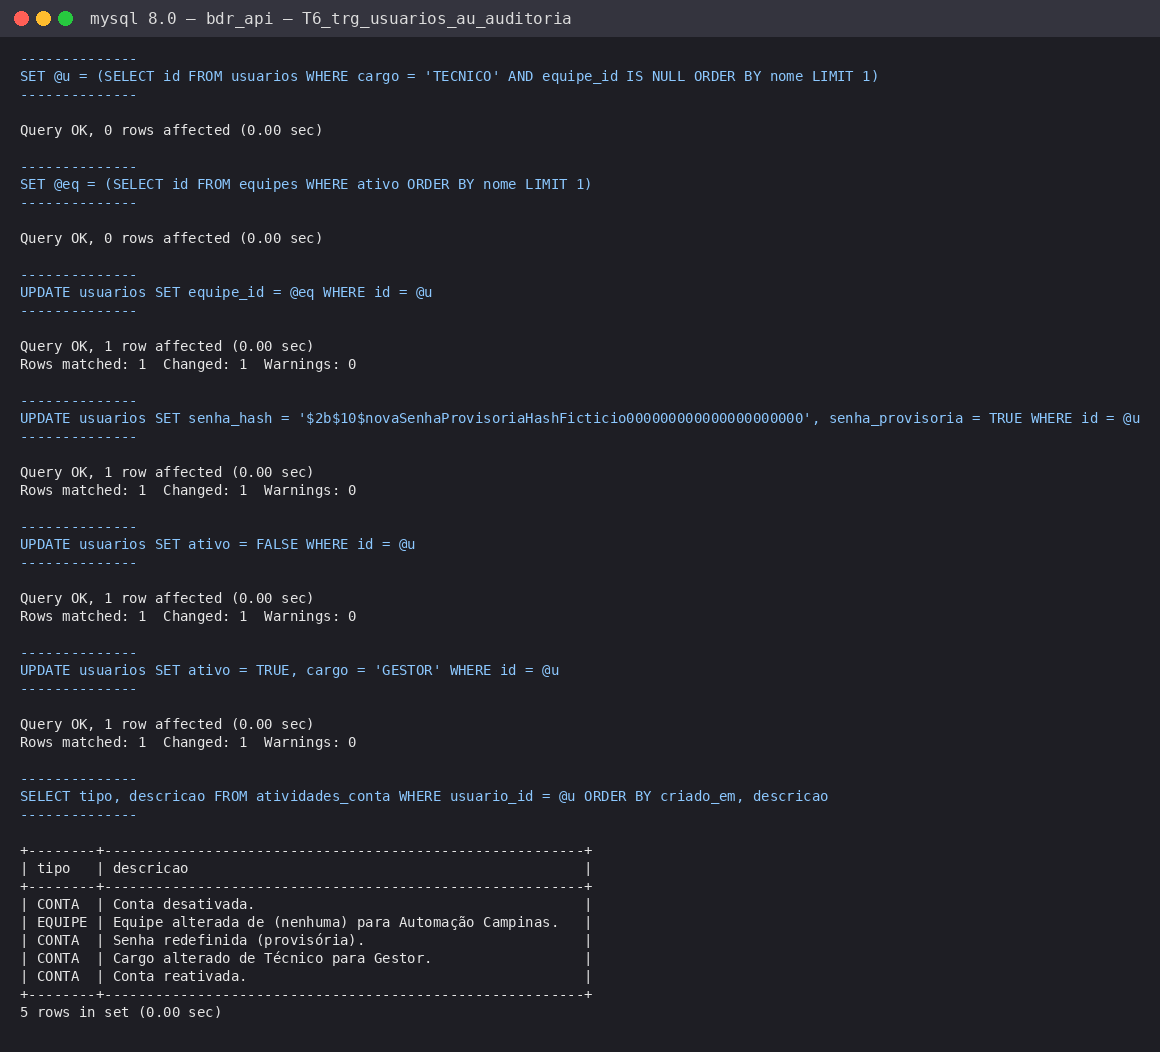 mysql 8.0 — bdr_api — T6_trg_usuarios_au_auditoria
--------------
SET @u = (SELECT id FROM usuarios WHERE cargo = 'TECNICO' AND equipe_id IS NULL ORDER BY nome LIMIT 1)
--------------
Query OK, 0 rows affected (0.00 sec)
--------------
SET @eq = (SELECT id FROM equipes WHERE ativo ORDER BY nome LIMIT 1)
--------------
Query OK, 0 rows affected (0.00 sec)
--------------
UPDATE usuarios SET equipe_id = @eq WHERE id = @u
--------------
Query OK, 1 row affected (0.00 sec)
Rows matched: 1  Changed: 1  Warnings: 0
--------------
UPDATE usuarios SET senha_hash = '$2b$10$novaSenhaProvisoriaHashFicticio000000000000000000000', senha_provisoria = TRUE WHERE id = @u
--------------
Query OK, 1 row affected (0.00 sec)
Rows matched: 1  Changed: 1  Warnings: 0
--------------
UPDATE usuarios SET ativo = FALSE WHERE id = @u
--------------
Query OK, 1 row affected (0.00 sec)
Rows matched: 1  Changed: 1  Warnings: 0
--------------
UPDATE usuarios SET ativo = TRUE, cargo = 'GESTOR' WHERE id = @u
--------------
Query OK, 1 row affected (0.00 sec)
Rows matched: 1  Changed: 1  Warnings: 0
--------------
SELECT tipo, descricao FROM atividades_conta WHERE usuario_id = @u ORDER BY criado_em, descricao
--------------
+--------+---------------------------------------------------------+
| tipo   | descricao                                               |
+--------+---------------------------------------------------------+
| CONTA  | Conta desativada.                                       |
| EQUIPE | Equipe alterada de (nenhuma) para Automação Campinas.   |
| CONTA  | Senha redefinida (provisória).                          |
| CONTA  | Cargo alterado de Técnico para Gestor.                  |
| CONTA  | Conta reativada.                                        |
+--------+---------------------------------------------------------+
5 rows in set (0.00 sec)